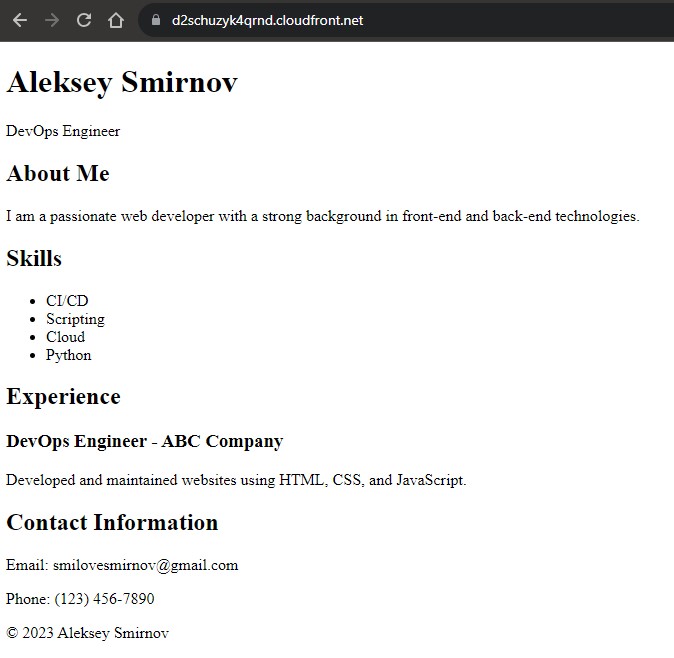 d2schuzyk4qrnd.cloudfront.net
Aleksey Smirnov
DevOps Engineer
About Me
I am a passionate web developer with a strong background in front-end and back-end technologies.
Skills
• CI/CD
• Scripting
• Cloud
• Python
Experience
DevOps Engineer - ABC Company
Developed and maintained websites using HTML, CSS, and JavaScript.
Contact Information
Email: smilovesmirnov@gmail.com
Phone: (123) 456-7890
© 2023 Aleksey Smirnov